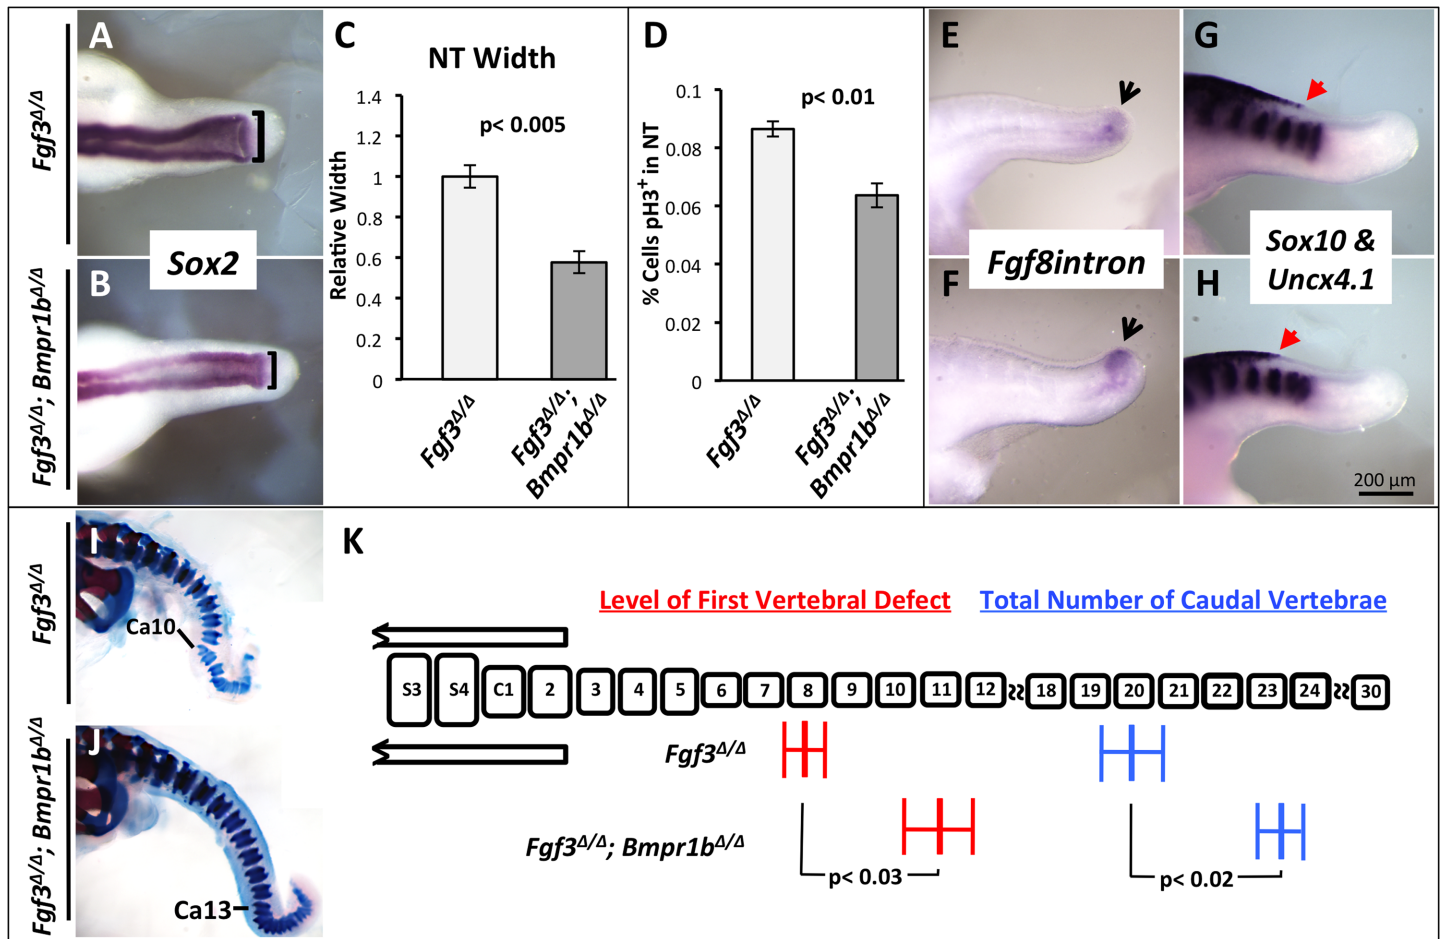 A
B
Fgf3Δ/Δ
Fgf3Δ/Δ; Bmpr1bΔ/Δ
Sox2
C
NT Width
p< 0.005
Relative Width
1.4
1.2
1
0.8
0.6
0.4
0.2
0
Fgf3Δ/Δ
Fgf3Δ/Δ;
Bmpr1bΔ/Δ
D
p< 0.01
% Cells pH3+ in NT
0.1
0.08
0.06
0.04
0.02
0
Fgf3Δ/Δ
Fgf3Δ/Δ;
Bmpr1bΔ/Δ
E
F
Fgf8intron
G
H
Sox10 &
Uncx4.1
200 μm
I
Fgf3Δ/Δ
Ca10
J
Fgf3Δ/Δ; Bmpr1bΔ/Δ
Ca13
K
Level of First Vertebral Defect
Total Number of Caudal Vertebrae
S3 S4 C1 2 3 4 5 6 7 8 9 10 11 12 ≈ 18 19 20 21 22 23 24 ≈ 30
Fgf3Δ/Δ
Fgf3Δ/Δ; Bmpr1bΔ/Δ
p< 0.03
p< 0.02